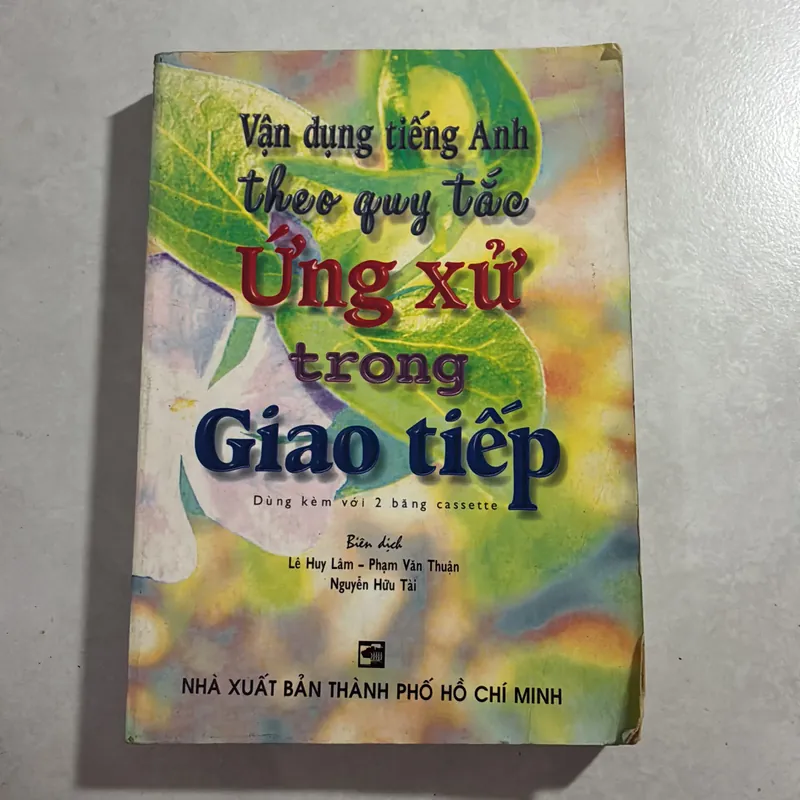 Vận dụng tiếng Anh
theo quy tắc
Ứng xử
trong
Giao tiếp
Dùng kèm với 2 băng cassette
Biên dịch
Lê Huy Lâm – Phạm Văn Thuận
Nguyễn Hữu Tài
NHÀ XUẤT BẢN THÀNH PHỐ HỒ CHÍ MINH